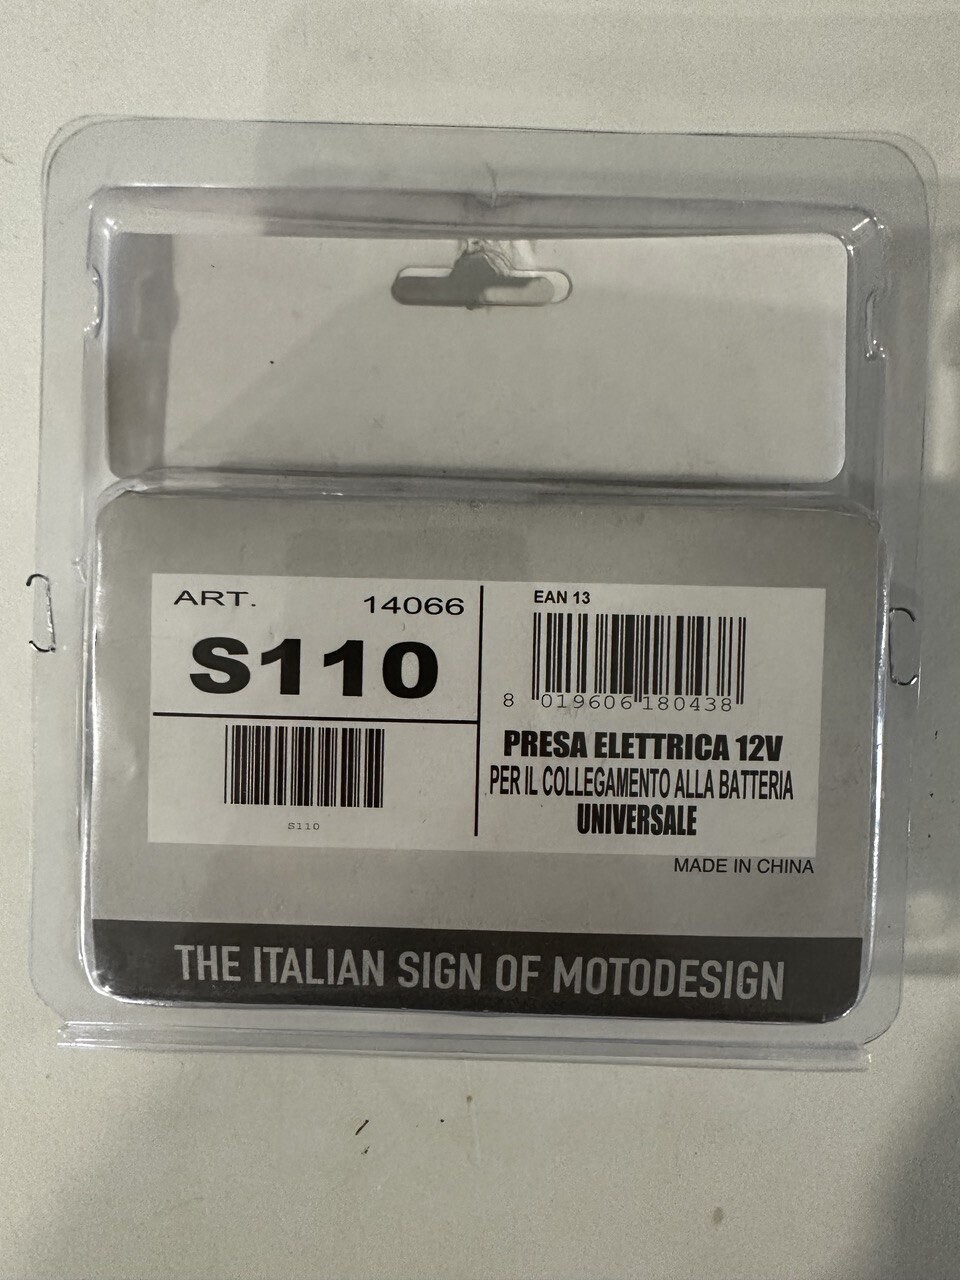 ART. 14066
S110
S110
EAN 13
8 019606 180438
PRESA ELETTRICA 12V
PER IL COLLEGAMENTO ALLA BATTERIA
UNIVERSALE
MADE IN CHINA
THE ITALIAN SIGN OF MOTODESIGN